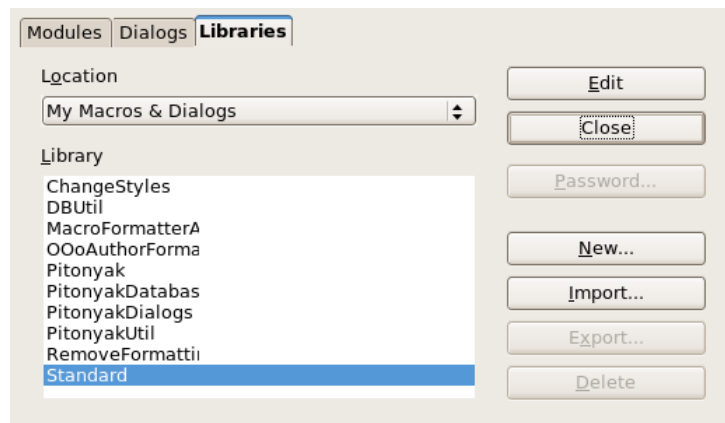 Modules Dialogs Libraries
Location
My Macros & Dialogs
Library
ChangeStyles
DBUtil
MacroFormatterA
OOoAuthorForma
Pitonyak
PitonyakDatabas
PitonyakDialogs
PitonyakUtil
RemoveFormatti
Standard
Edit
Close
Password...
New...
Import...
Export...
Delete